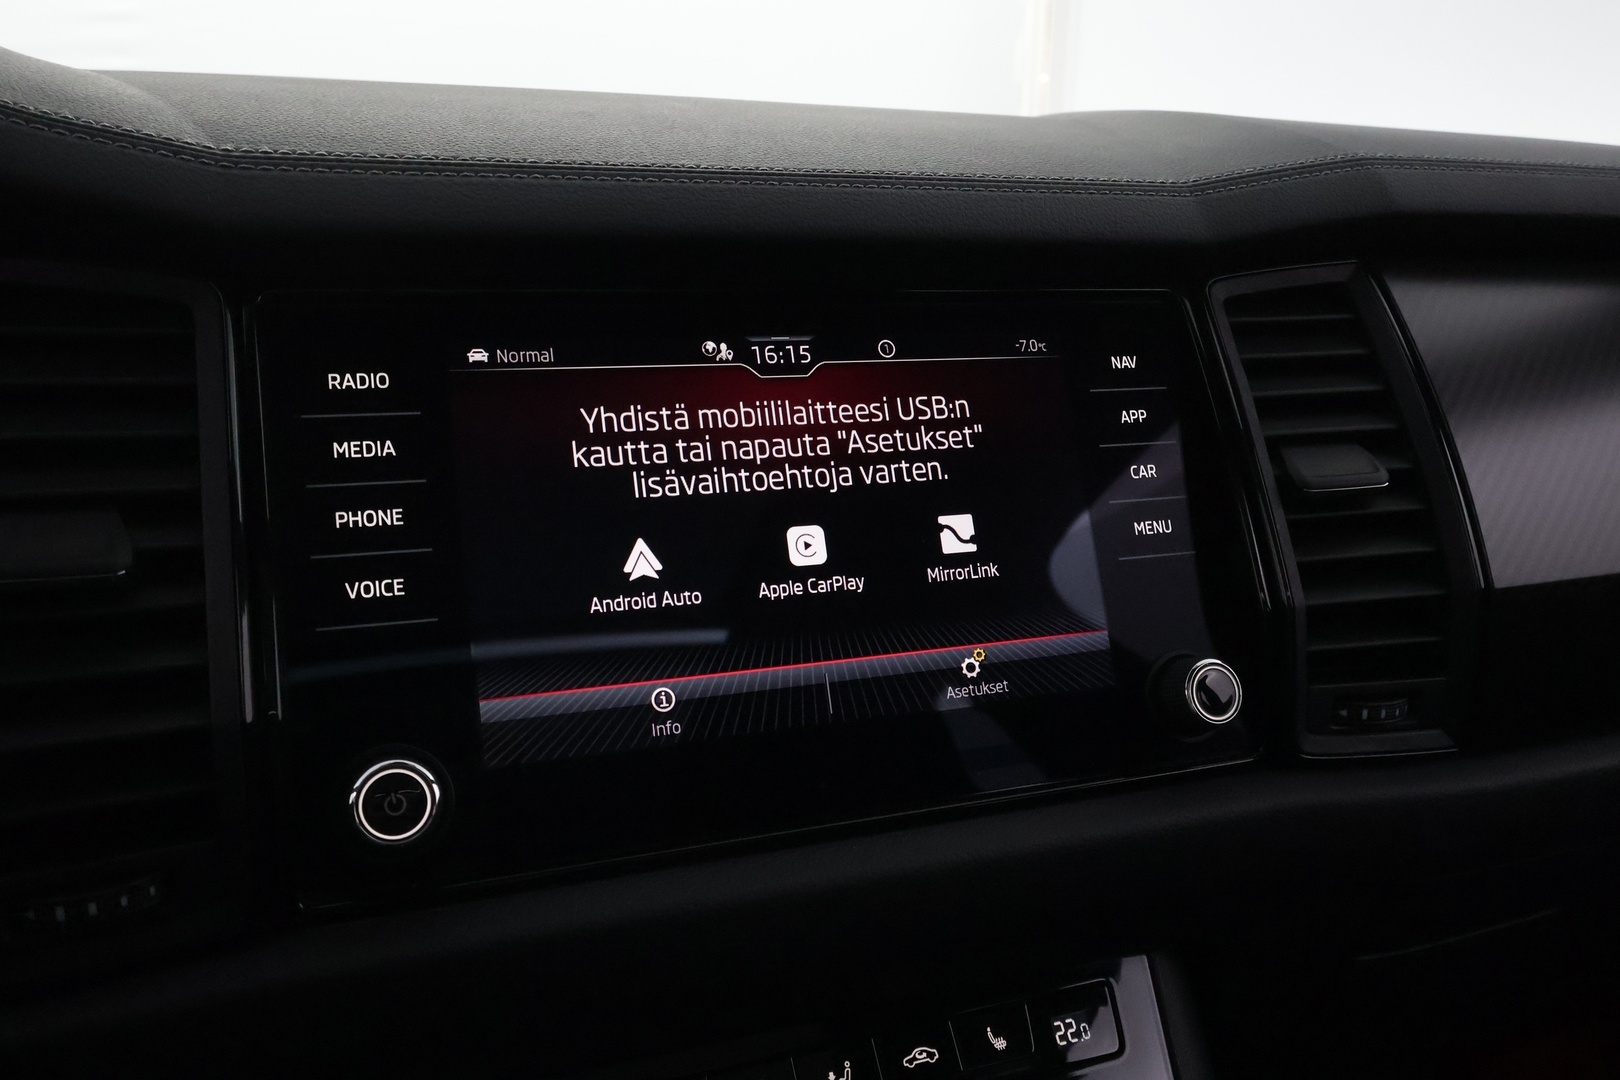 Normal
16:15
1
-7.0°C
RADIO
MEDIA
PHONE
VOICE
Yhdistä mobiililaitteesi USB:n
kautta tai napauta "Asetukset"
lisävaihtoehtoja varten.
Android Auto
Apple CarPlay
MirrorLink
Info
Asetukset
NAV
APP
CAR
MENU
22.0